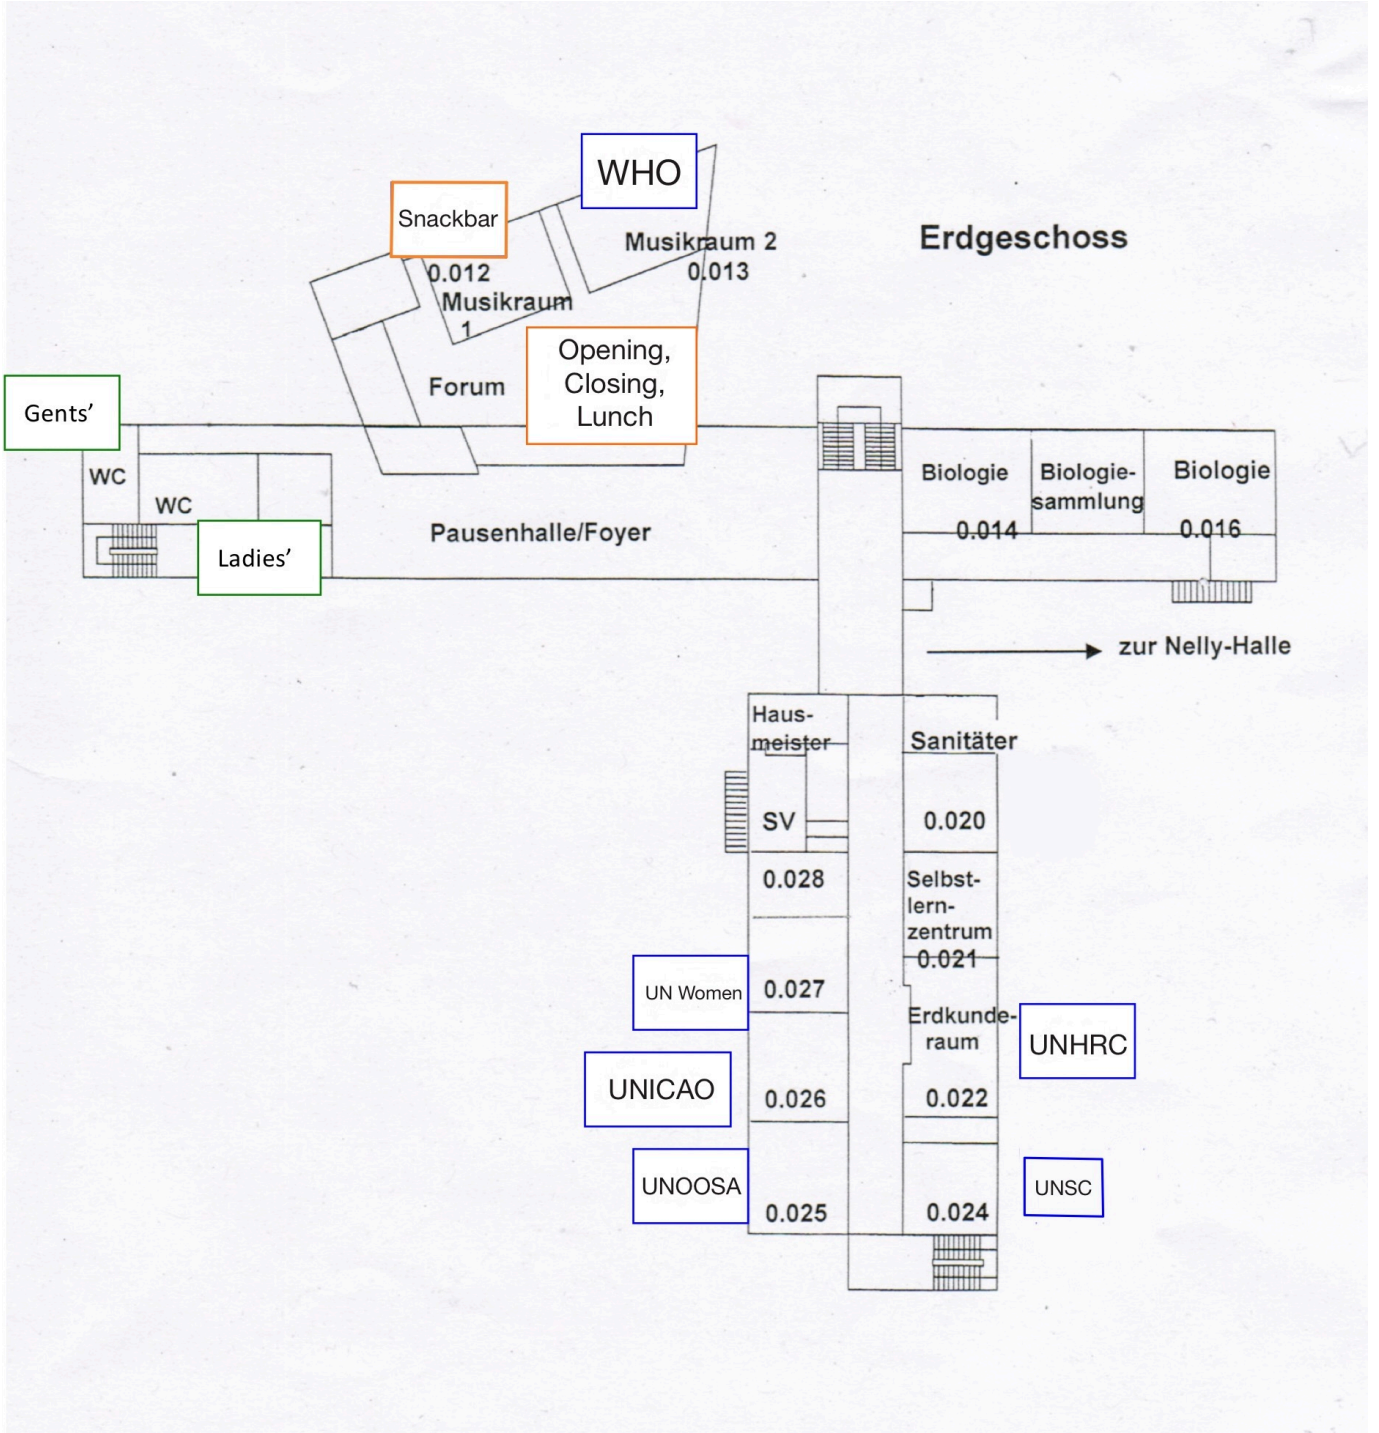 WHO
Snackbar
Musikraum 2
0.013
Erdgeschoss
0.012
Musikraum
1
Opening,
Closing,
Lunch
Forum
Gents’
WC
WC
Ladies’
Pausenhalle/Foyer
Biologie
0.014
Biologie-
sammlung
Biologie
0.016
zur Nelly-Halle
Haus-
meister
Sanitäter
SV
0.020
0.028
Selbst-
lern-
zentrum
0.021
UN Women
0.027
Erdkunde-
raum
UNHRC
UNICAO
0.026
0.022
UNOOSA
0.025
0.024
UNSC